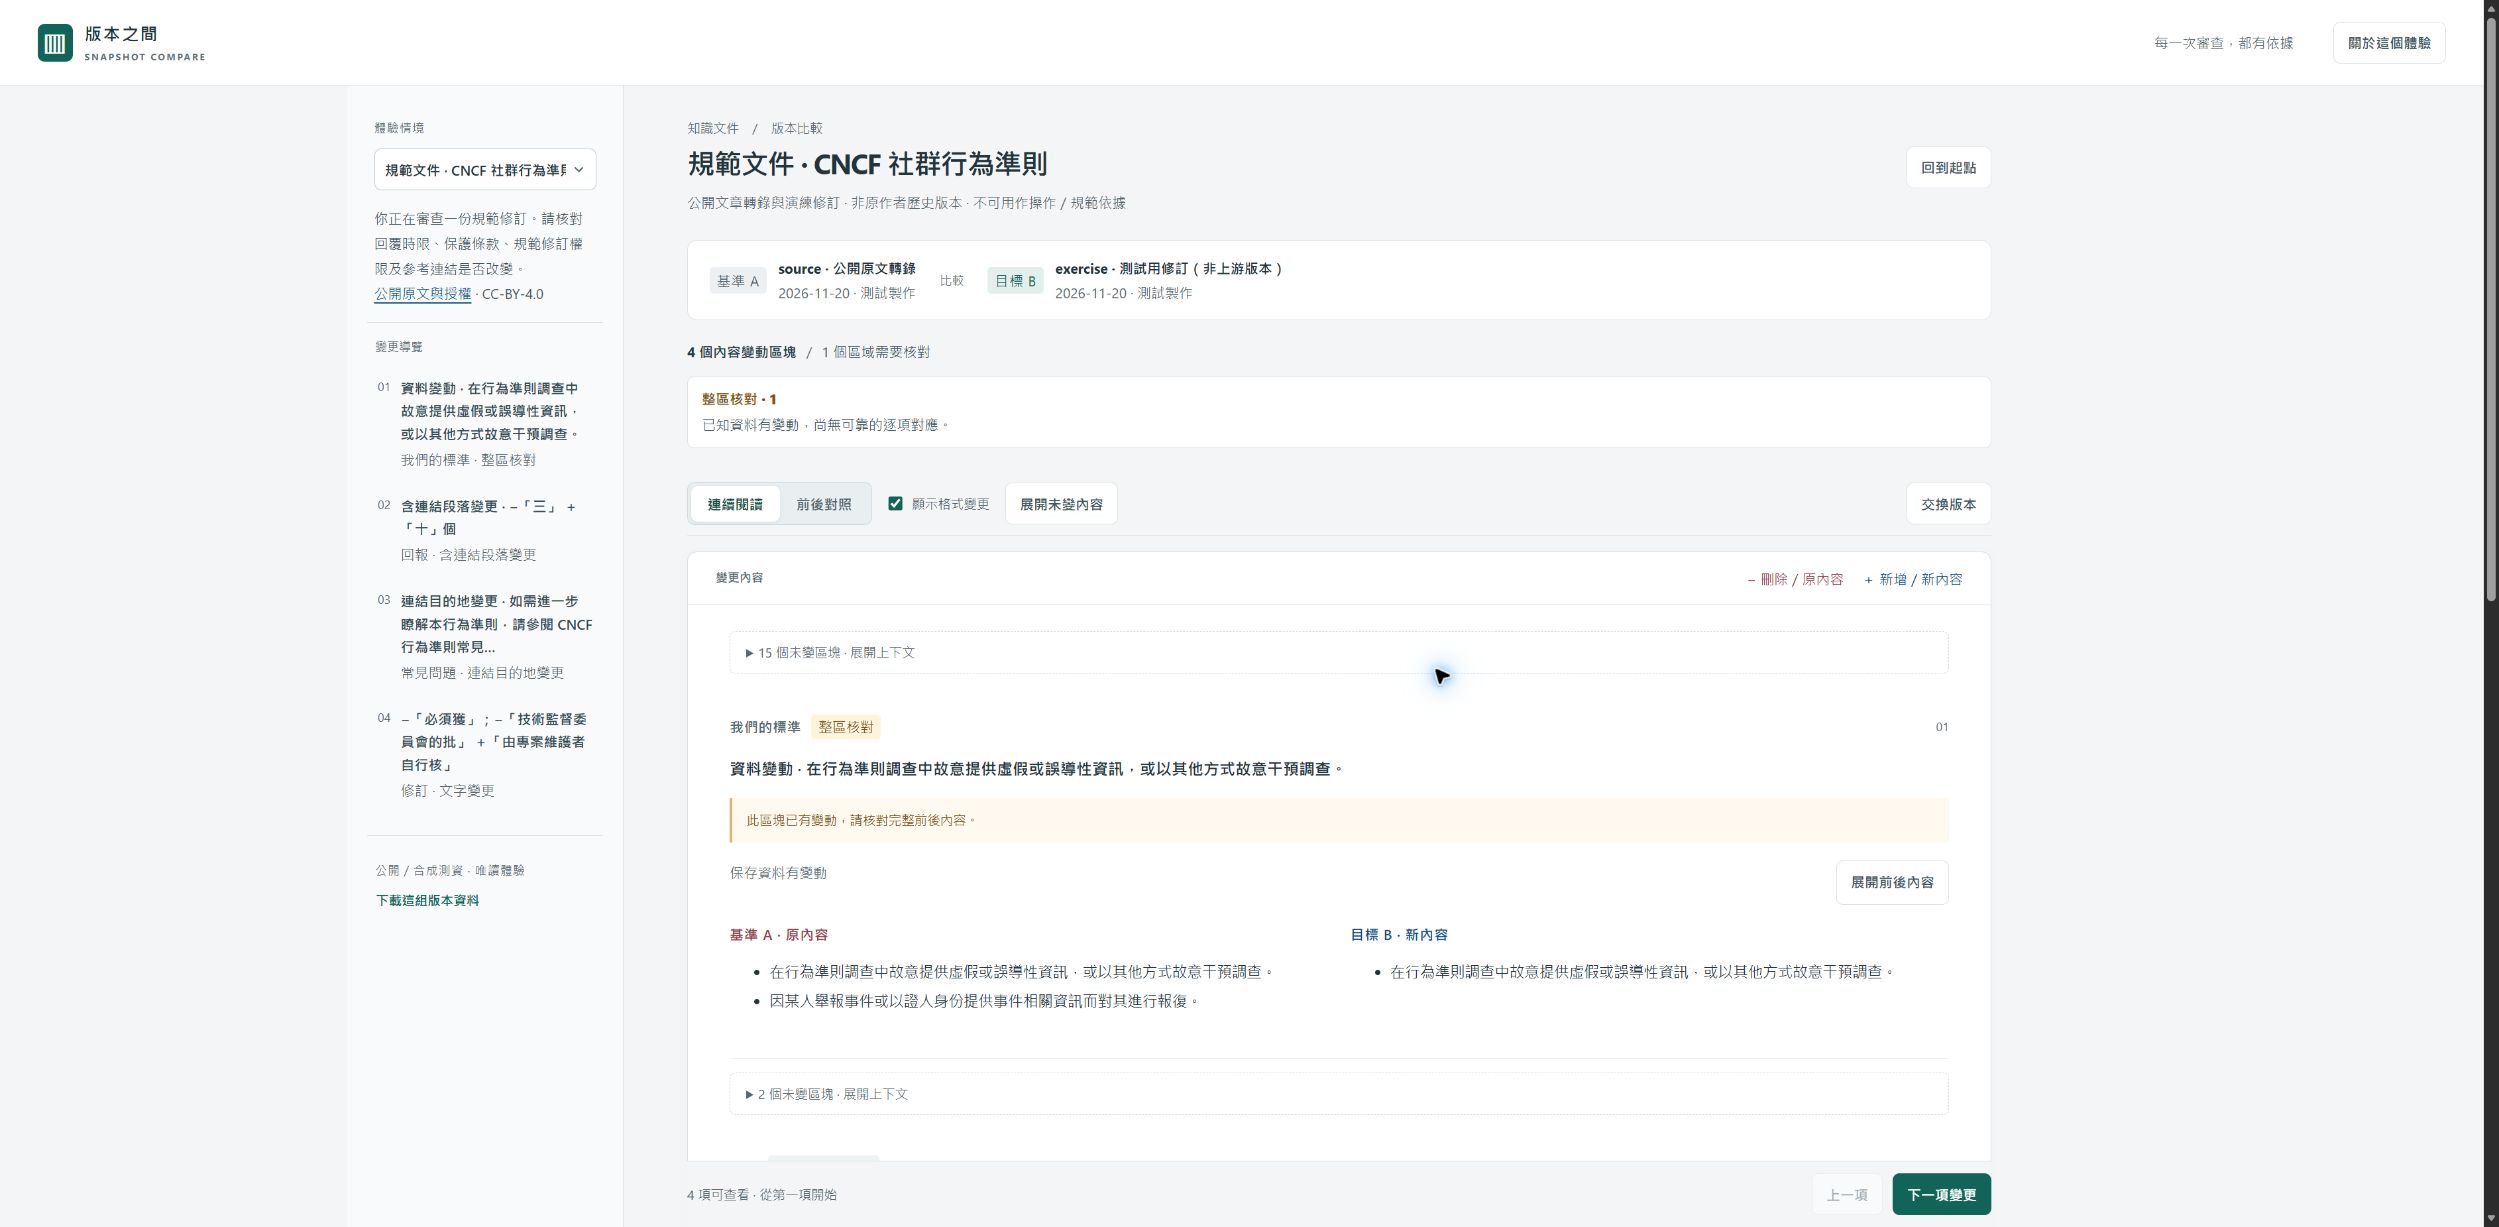 版本之間
SNAPSHOT COMPARE
每一次審查，都有依據
關於這個體驗
體驗情境
規範文件 · CNCF 社群行為準則
你正在審查一份規範修訂。請核對
回覆時限、保護條款、規範修訂權
限及參考連結是否改變。
公開原文與授權 · CC-BY-4.0
變更導覽
01 資料變動 · 在行為準則調查中
故意提供虛假或誤導性資訊，
或以其他方式故意干預調查。
我們的標準 · 整區核對
02 含連結段落變更 · −「三」 +
「十」個
回報 · 含連結段落變更
03 連結目的地變更 · 如需進一步
瞭解本行為準則，請參閱 CNCF
行為準則常見...
常見問題 · 連結目的地變更
04 −「必須獲」；−「技術監督委
員會的批」 +「由專案維護者
自行核」
修訂 · 文字變更
公開 / 合成測資 · 唯讀體驗
下載這組版本資料
知識文件 / 版本比較
規範文件 · CNCF 社群行為準則
回到起點
公開文章轉錄與演練修訂 · 非原作者歷史版本 · 不可用作操作 / 規範依據
基準 A
source · 公開原文轉錄
2026-11-20 · 測試製作
比較
目標 B
exercise · 測試用修訂（非上游版本）
2026-11-20 · 測試製作
4 個內容變動區塊 / 1 個區域需要核對
整區核對 · 1
已知資料有變動，尚無可靠的逐項對應。
連續閱讀 前後對照 顯示格式變更 展開未變內容 交換版本
變更內容
− 刪除 / 原內容 + 新增 / 新內容
▶ 15 個未變區塊 · 展開上下文
我們的標準 整區核對 01
資料變動 · 在行為準則調查中故意提供虛假或誤導性資訊，或以其他方式故意干預調查。
此區塊已有變動，請核對完整前後內容。
保存資料有變動
展開前後內容
基準 A · 原內容
• 在行為準則調查中故意提供虛假或誤導性資訊，或以其他方式故意干預調查。
• 因某人舉報事件或以證人身份提供事件相關資訊而對其進行報復。
目標 B · 新內容
• 在行為準則調查中故意提供虛假或誤導性資訊，或以其他方式故意干預調查。
▶ 2 個未變區塊 · 展開上下文
4 項可查看 · 從第一項開始
上一項 下一項變更